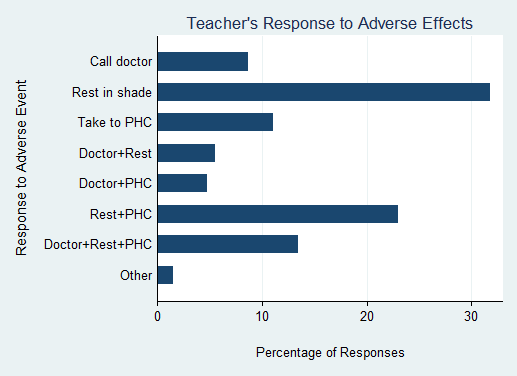 Teacher's Response to Adverse Effects
Response to Adverse Event
Call doctor
Rest in shade
Take to PHC
Doctor+Rest
Doctor+PHC
Rest+PHC
Doctor+Rest+PHC
Other
0 10 20 30
Percentage of Responses